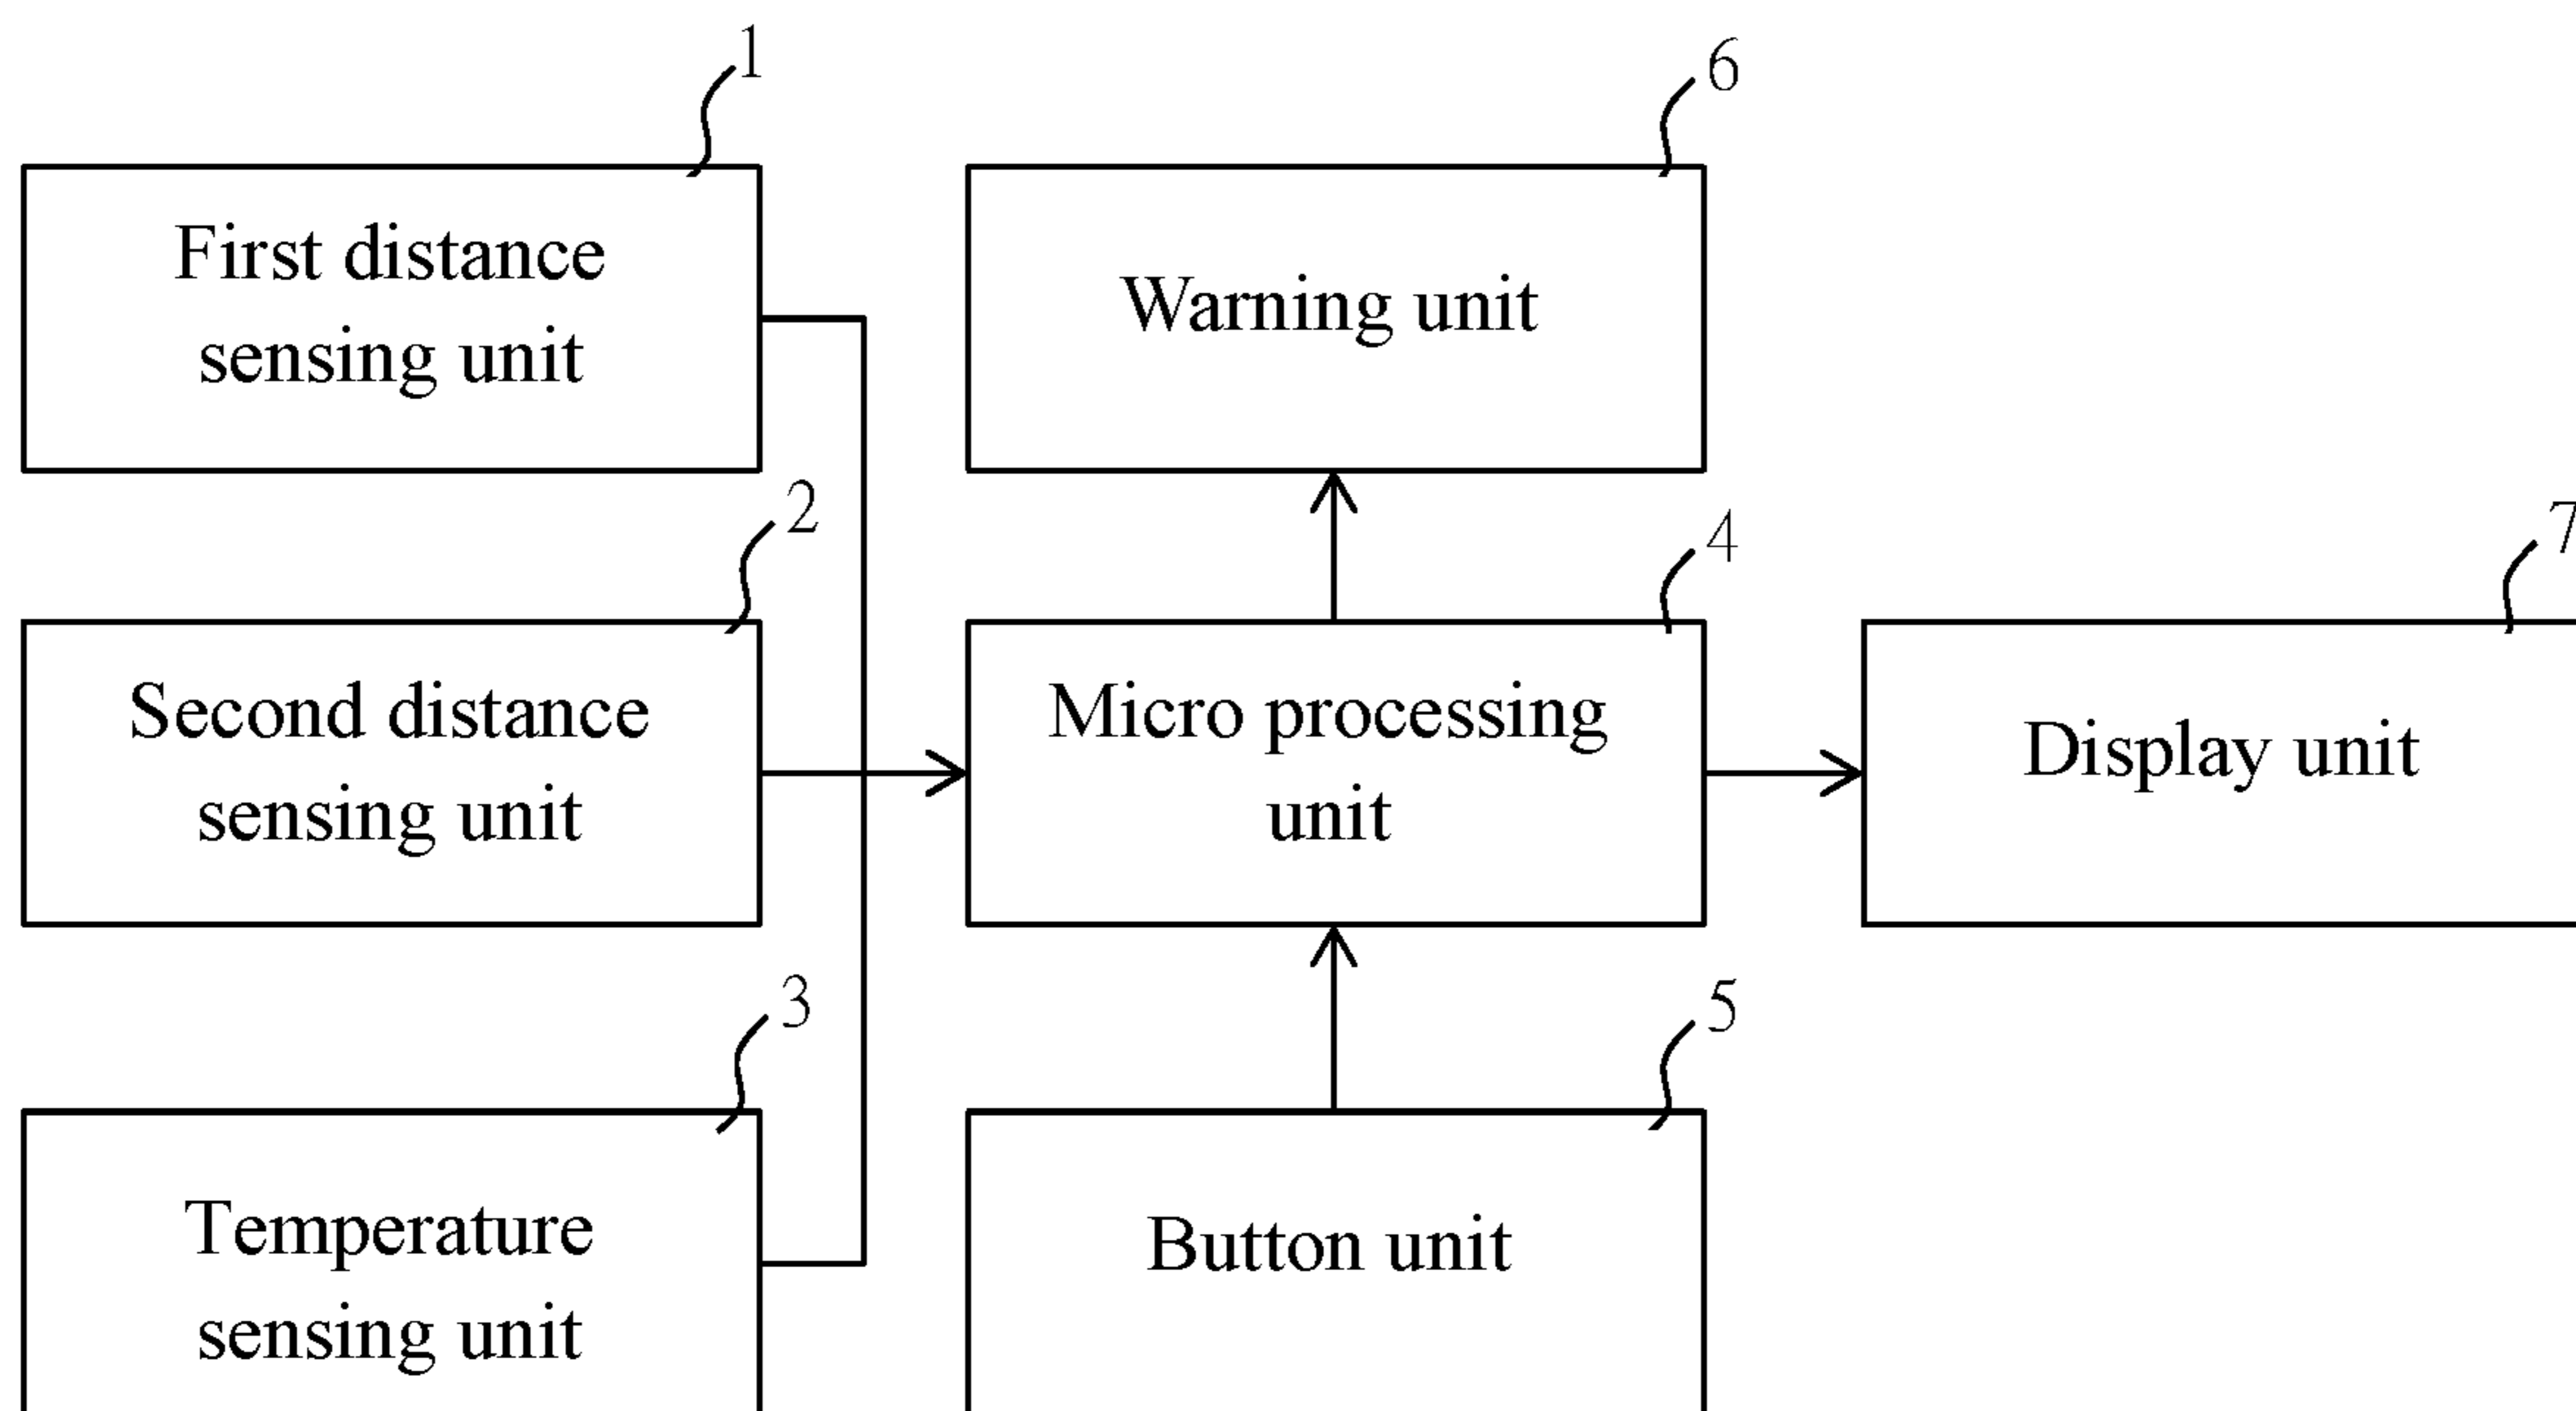 1
First distance
sensing unit
6
Warning unit
2
Second distance
sensing unit
4
Micro processing
unit
7
Display unit
3
Temperature
sensing unit
5
Button unit